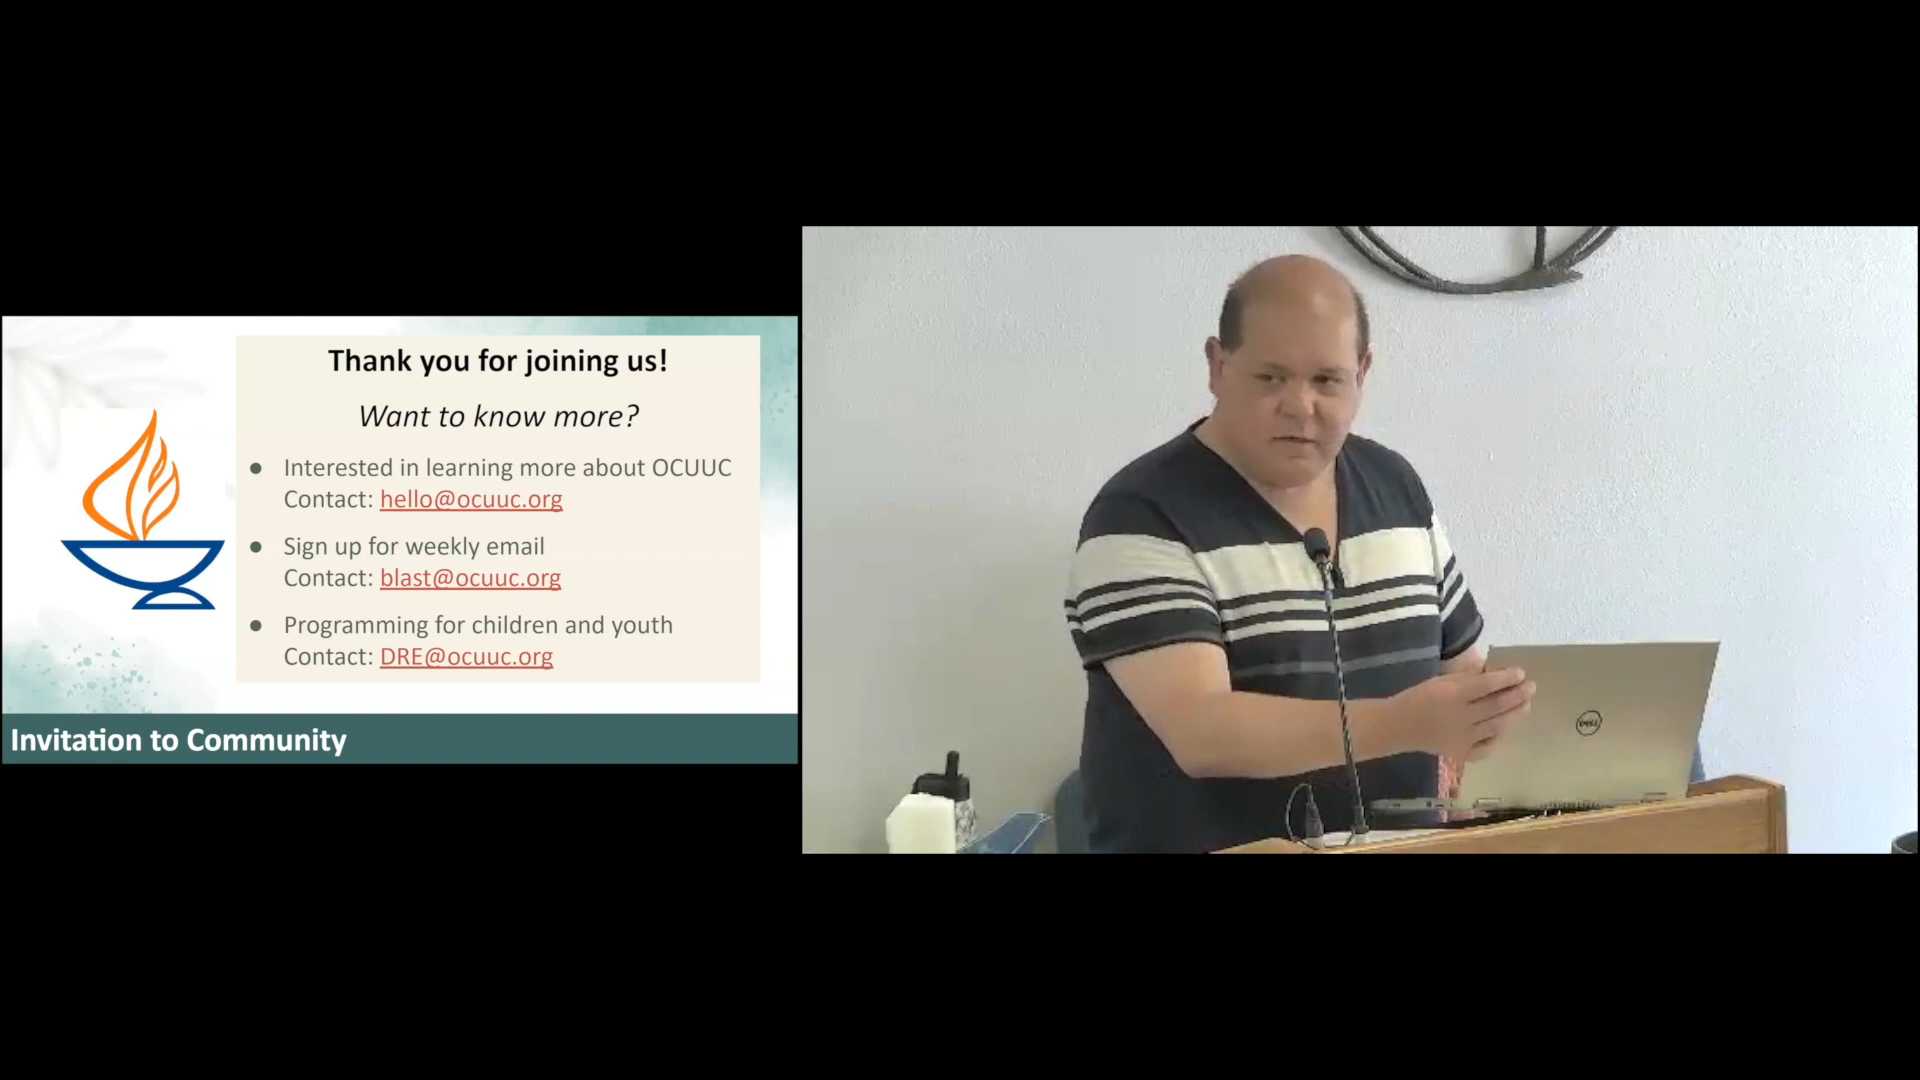 Thank you for joining us!
Want to know more?
● Interested in learning more about OCUUC
Contact: hello@ocuuc.org
● Sign up for weekly email
Contact: blast@ocuuc.org
● Programming for children and youth
Contact: DRE@ocuuc.org
Invitation to Community
DELL